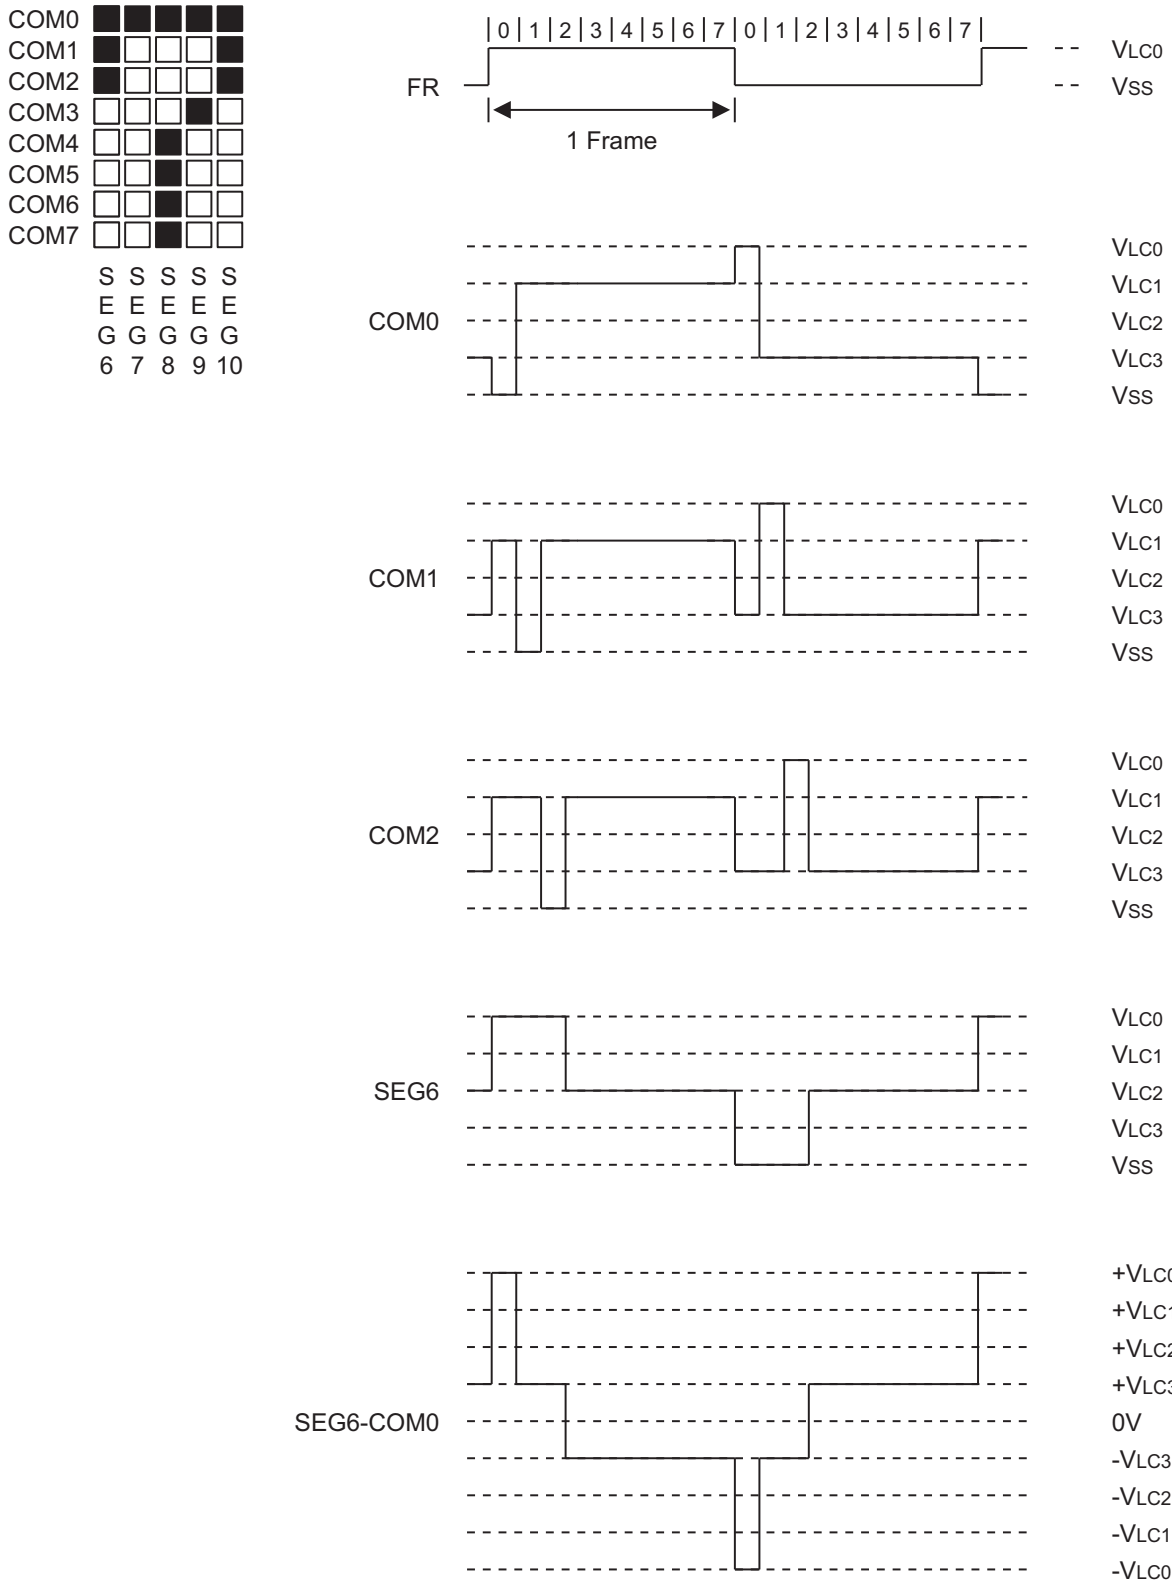 COM0
COM1
COM2
COM3
COM4
COM5
COM6
COM7
S S S S S
E E E E E
G G G G G
6 7 8 9 10
0 1 2 3 4 5 6 7 0 1 2 3 4 5 6 7
FR
VLC0
VSS
1 Frame
COM0
VLC0
VLC1
VLC2
VLC3
VSS
COM1
VLC0
VLC1
VLC2
VLC3
VSS
COM2
VLC0
VLC1
VLC2
VLC3
VSS
SEG6
VLC0
VLC1
VLC2
VLC3
VSS
SEG6-COM0
+VLC0
+VLC1
+VLC2
+VLC3
0V
-VLC3
-VLC2
-VLC1
-VLC0